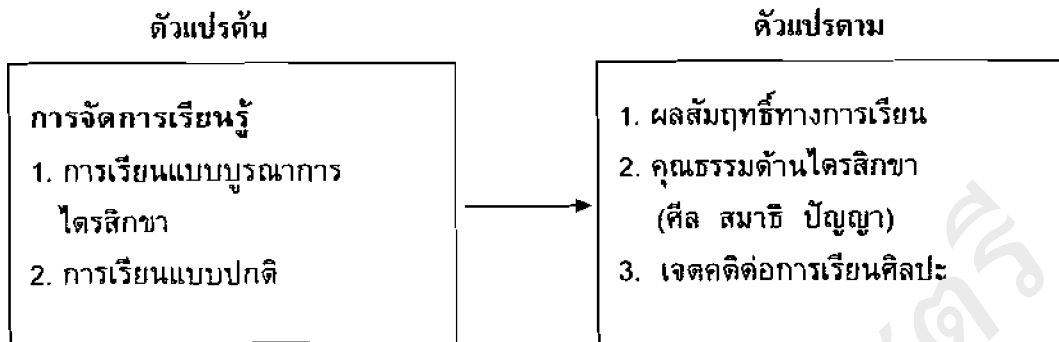 ตัวแปรต้น
การจัดการเรียนรู้
1. การเรียนแบบบูรณาการ
ไตรสิกขา
2. การเรียนแบบปกติ
ตัวแปรตาม
1. ผลสัมฤทธิ์ทางการเรียน
2. คุณธรรมด้านไตรสิกขา
(ศีล สมาธิ ปัญญา)
3. เจตคติต่อการเรียนศิลปะ